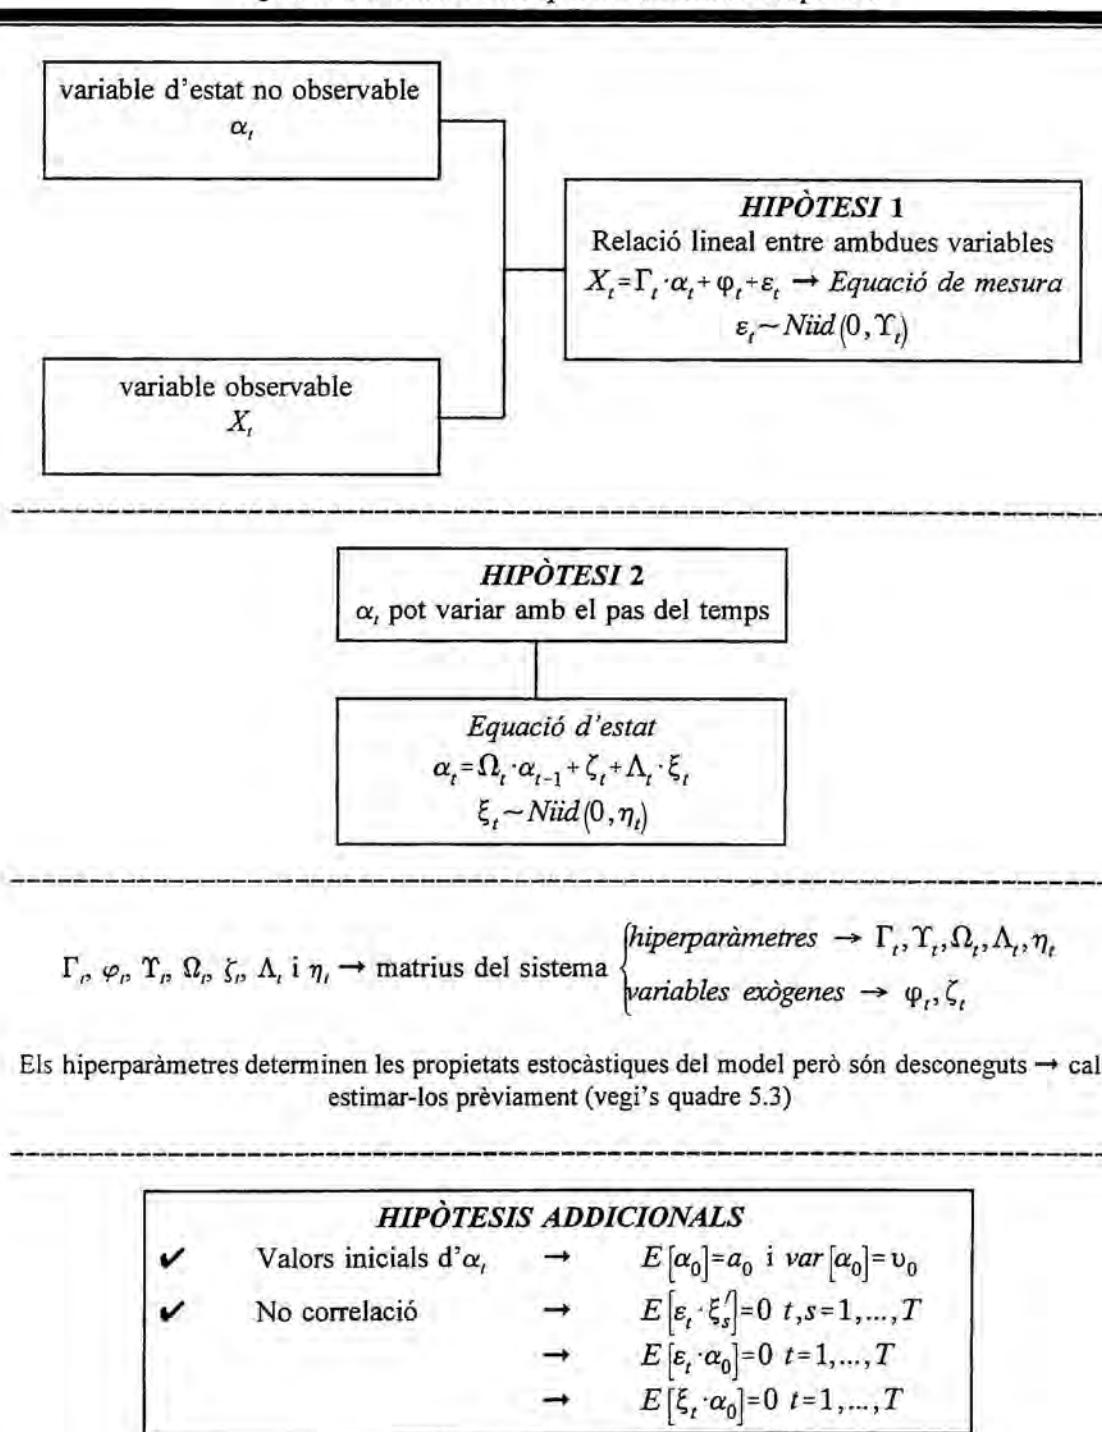 variable d'estat no observable
α_t
HIPÒTESI 1
Relació lineal entre ambdues variables
X_t=Γ_t·α_t+φ_t+ε_t → Equació de mesura
ε_t~Niid(0,ϒ_t)
variable observable
X_t
HIPÒTESI 2
α_t pot variar amb el pas del temps
Equació d'estat
α_t=Ω_t·α_{t-1}+ζ_t+Λ_t·ξ_t
ξ_t~Niid(0,η_t)
Γ_t, φ_t, ϒ_t, Ω_t, ζ_t, Λ_t i η_t → matrius del sistema
hiperparàmetres → Γ_t,ϒ_t,Ω_t,Λ_t,η_t
variables exògenes → φ_t,ζ_t
Els hiperparàmetres determinen les propietats estocàstiques del model però són desconeguts → cal
estimar-los prèviament (vegi's quadre 5.3)
HIPÒTESIS ADDICIONALS
✔ Valors inicials d'α_t → E[α_0]=a_0 i var[α_0]=υ_0
✔ No correlació → E[ε_t·ξ_s′]=0 t,s=1,...,T
→ E[ε_t·α_0]=0 t=1,...,T
→ E[ξ_t·α_0]=0 t=1,...,T